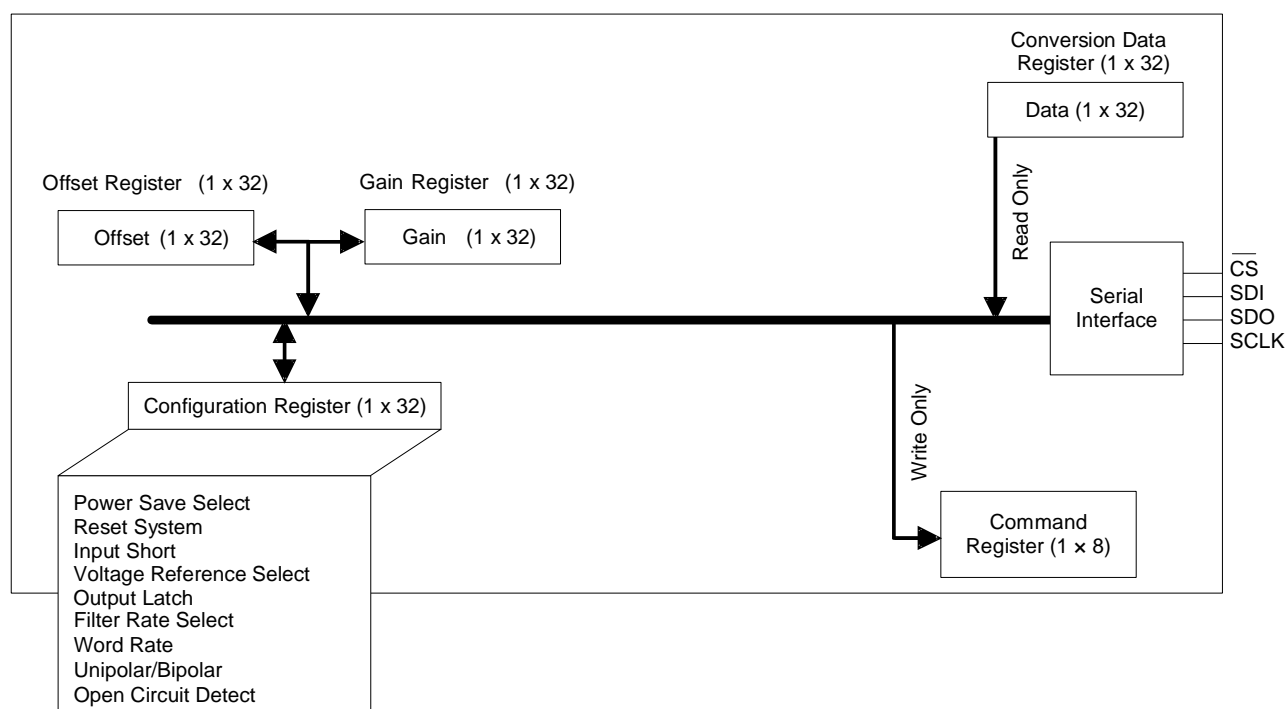 Conversion Data
Register (1 x 32)
Data (1 x 32)
Offset Register (1 x 32)
Gain Register (1 x 32)
Offset (1 x 32)
Gain (1 x 32)
Read Only
Serial
Interface
CS
SDI
SDO
SCLK
Configuration Register (1 x 32)
Write Only
Power Save Select
Reset System
Input Short
Voltage Reference Select
Output Latch
Filter Rate Select
Word Rate
Unipolar/Bipolar
Open Circuit Detect
Command
Register (1 × 8)